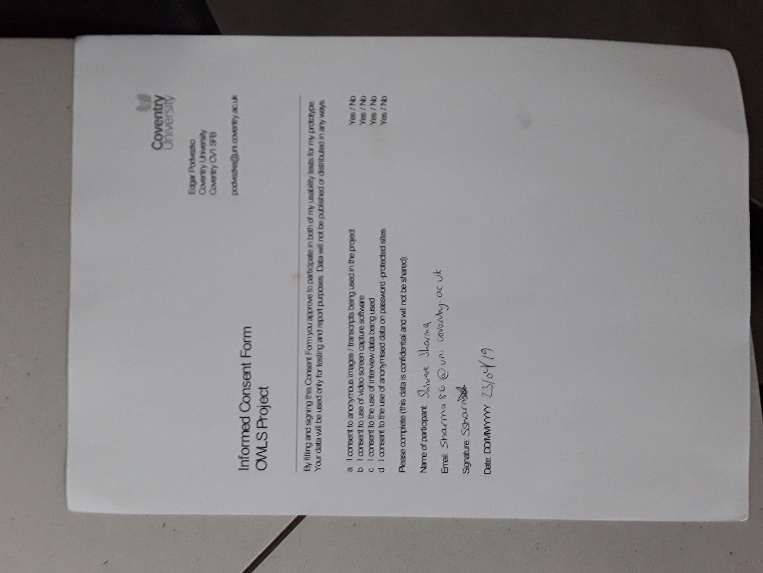 Coventry
University
Edgar Podvezko
Coventry University
Coventry CV1 5FB
@uni.coventry.ac.uk
Informed Consent Form
OWLS Project
By filling and signing this Consent Form you approve to participate in both of my usability tests for my prototype.
Your data will be used only for testing and report purposes. Data will not be published or distributed in any ways.
a I consent to anonymous images / transcripts being used in the project Yes / No
b I consent to use of video screen capture software Yes / No
c I consent to the use of interview data being used Yes / No
d I consent to the use of anonymised data on password-protected sites Yes / No
Please complete (this data is confidential and will not be shared)
Name of participant: Sharma
Email: Sharma86@uni.coventry.ac.uk
Signature:
Date: DD/MM/YYYY 23/04/19